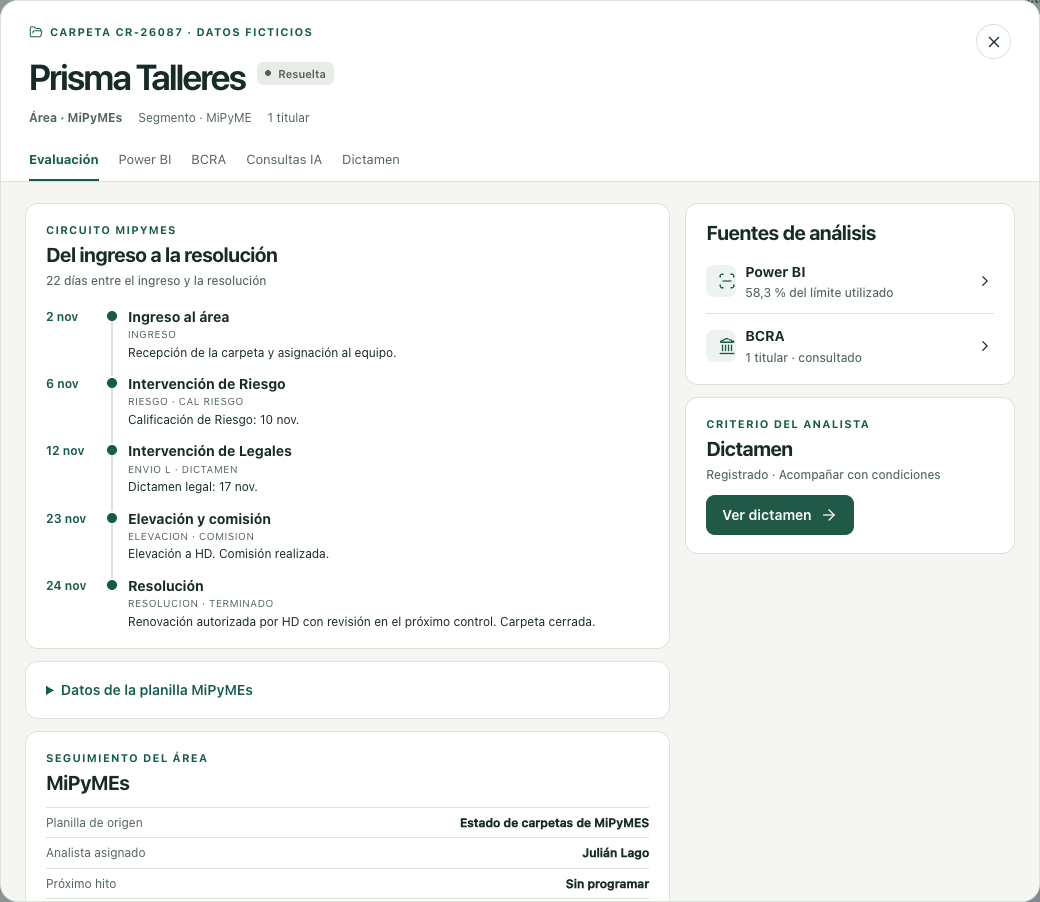 CARPETA CR-26087 · DATOS FICTICIOS
Prisma Talleres
Resuelta
Área · MiPyMEs Segmento · MiPyME 1 titular
Evaluación Power BI BCRA Consultas IA Dictamen
CIRCUITO MIPYMES
Del ingreso a la resolución
22 días entre el ingreso y la resolución
2 nov Ingreso al área
INGRESO
Recepción de la carpeta y asignación al equipo.
6 nov Intervención de Riesgo
RIESGO · CAL RIESGO
Calificación de Riesgo: 10 nov.
12 nov Intervención de Legales
ENVIO L · DICTAMEN
Dictamen legal: 17 nov.
23 nov Elevación y comisión
ELEVACION · COMISION
Elevación a HD. Comisión realizada.
24 nov Resolución
RESOLUCION · TERMINADO
Renovación autorizada por HD con revisión en el próximo control. Carpeta cerrada.
Datos de la planilla MiPyMEs
SEGUIMIENTO DEL ÁREA
MiPyMEs
Planilla de origen Estado de carpetas de MiPyMES
Analista asignado Julián Lago
Próximo hito Sin programar
Fuentes de análisis
Power BI
58,3 % del límite utilizado
BCRA
1 titular · consultado
CRITERIO DEL ANALISTA
Dictamen
Registrado · Acompañar con condiciones
Ver dictamen